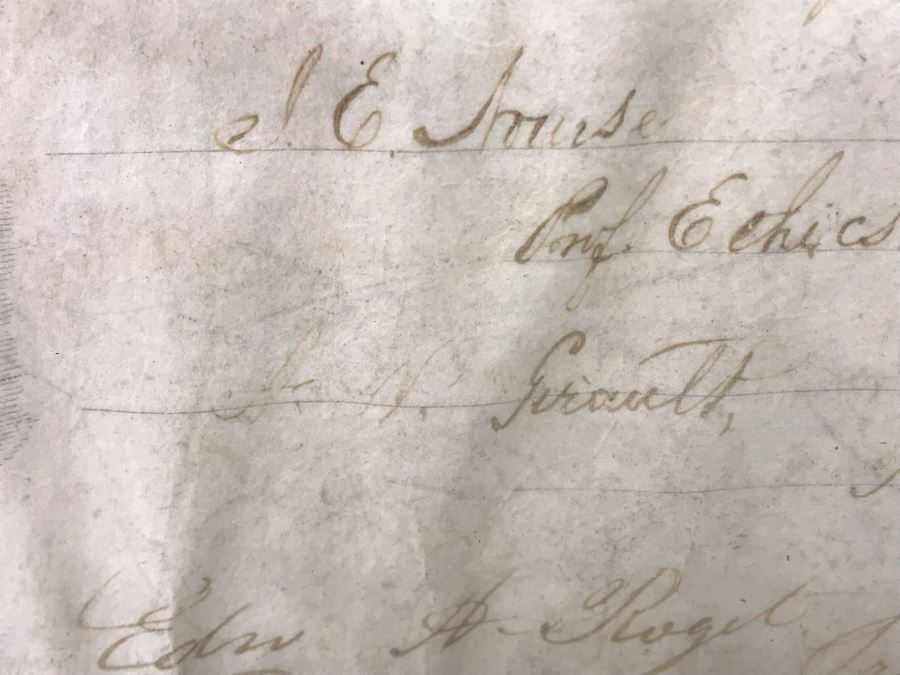 J. E. Nourse
Prof. Ethics
A. N. Girault,
Edw A. Roget